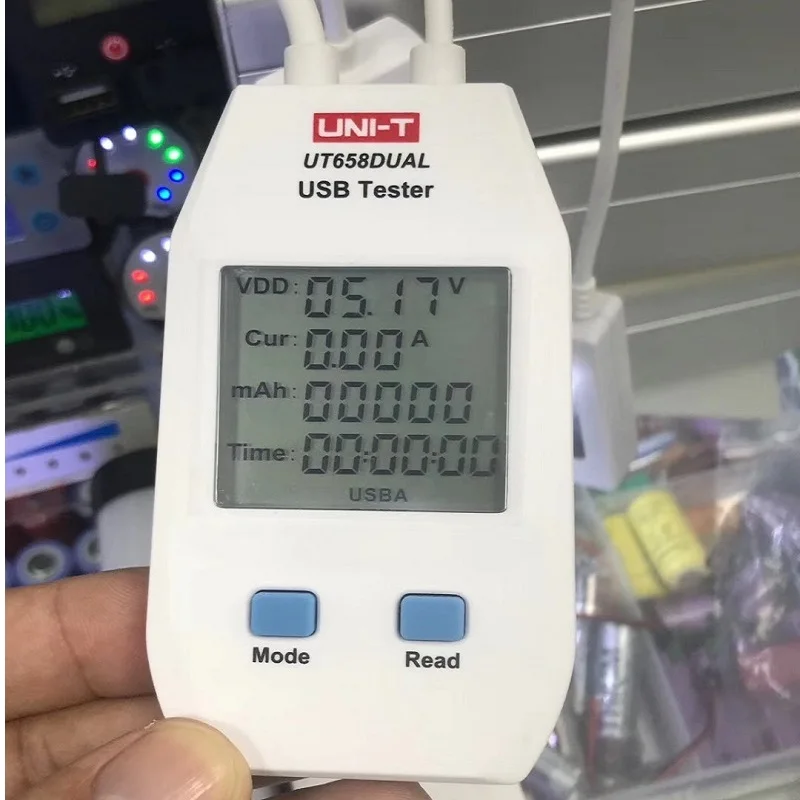 UNI-T
UT658DUAL
USB Tester
VDD: 05.17 V
Cur: 0.00 A
mAh: 00000
Time: 00:00:00
USBA
Mode
Read